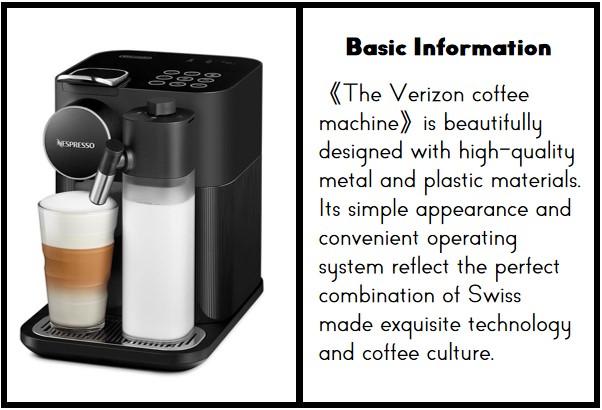 NESPRESSO
Basic Information
《The Verizon coffee
machine》is beautifully
designed with high-quality
metal and plastic materials.
Its simple appearance and
convenient operating
system reflect the perfect
combination of Swiss
made exquisite technology
and coffee culture.